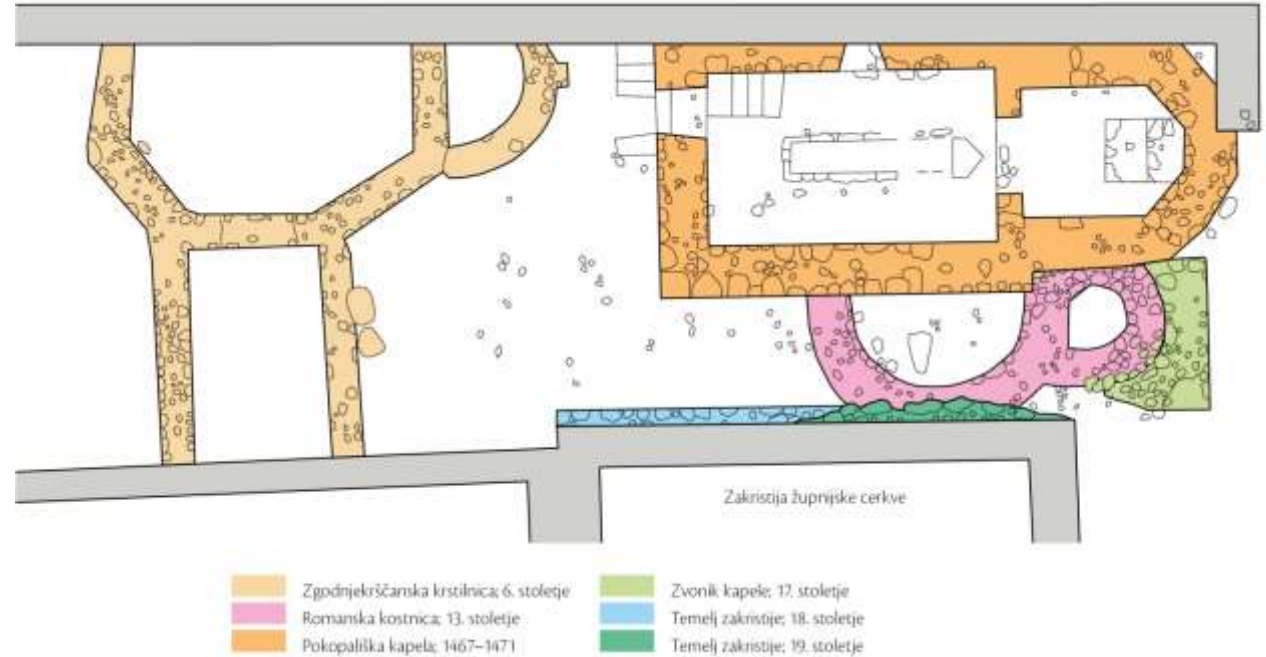 Zakristija župnijske cerkve
Zgodnjekrščanska krstilnica; 6. stoletje
Romanska kostnica; 13. stoletje
Pokopališka kapela; 1467–1471
Zvonik kapele; 17. stoletje
Temelj zakristije; 18. stoletje
Temelj zakristije; 19. stoletje